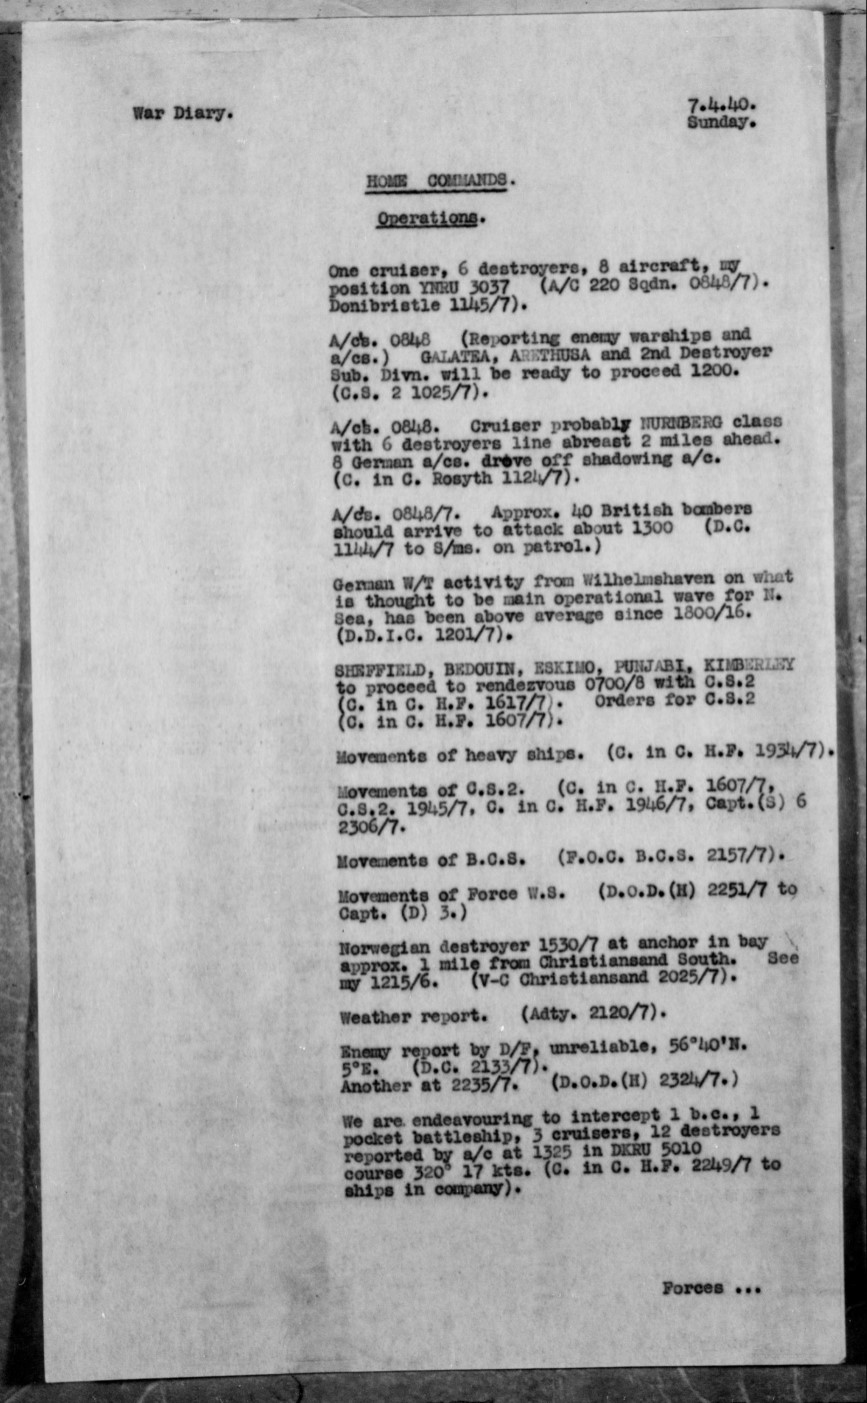 War Diary.
7.4.40.
Sunday.
HOME COMMANDS.
Operations.
One cruiser, 6 destroyers, 8 aircraft, my
position YNRU 3037 (A/C 220 Sqdn. 0848/7).
Donibristle 1145/7).
A/cs. 0848 (Reporting enemy warships and
a/cs.) GALATEA, ARETHUSA and 2nd Destroyer
Sub. Divn. will be ready to proceed 1200.
(C.S. 2 1025/7).
A/cs. 0848. Cruiser probably NURNBERG class
with 6 destroyers line abreast 2 miles ahead.
8 German a/cs. drove off shadowing a/c.
(C. in C. Rosyth 1124/7).
A/cs. 0848/7. Approx. 40 British bombers
should arrive to attack about 1300 (D.C.
1144/7 to S/ms. on patrol.)
German W/T activity from Wilhelmshaven on what
is thought to be main operational wave for N.
Sea, has been above average since 1800/16.
(D.D.I.C. 1201/7).
SHEFFIELD, BEDOUIN, ESKIMO, PUNJABI, KIMBERLEY
to proceed to rendezvous 0700/8 with C.S.2
(C. in C. H.F. 1617/7). Orders for C.S.2
(C. in C. H.F. 1607/7).
Movements of heavy ships. (C. in C. H.F. 1934/7).
Movements of C.S.2. (C. in C. H.F. 1607/7,
C.S.2. 1945/7, C. in C. H.F. 1946/7, Capt.(S) 6
2306/7.
Movements of B.C.S. (F.O.C. B.C.S. 2157/7).
Movements of Force W.S. (D.O.D.(H) 2251/7 to
Capt. (D) 3.)
Norwegian destroyer 1530/7 at anchor in bay
approx. 1 mile from Christiansand South. See
my 1215/6. (V-C Christiansand 2025/7).
Weather report. (Adty. 2120/7).
Enemy report by D/F, unreliable, 56°40'N.
5°E. (D.C. 2133/7).
Another at 2235/7. (D.O.D.(H) 2324/7.)
We are endeavouring to intercept 1 b.c., 1
pocket battleship, 3 cruisers, 12 destroyers
reported by a/c at 1325 in DKRU 5010
course 320° 17 kts. (C. in C. H.F. 2249/7 to
ships in company).
Forces ...